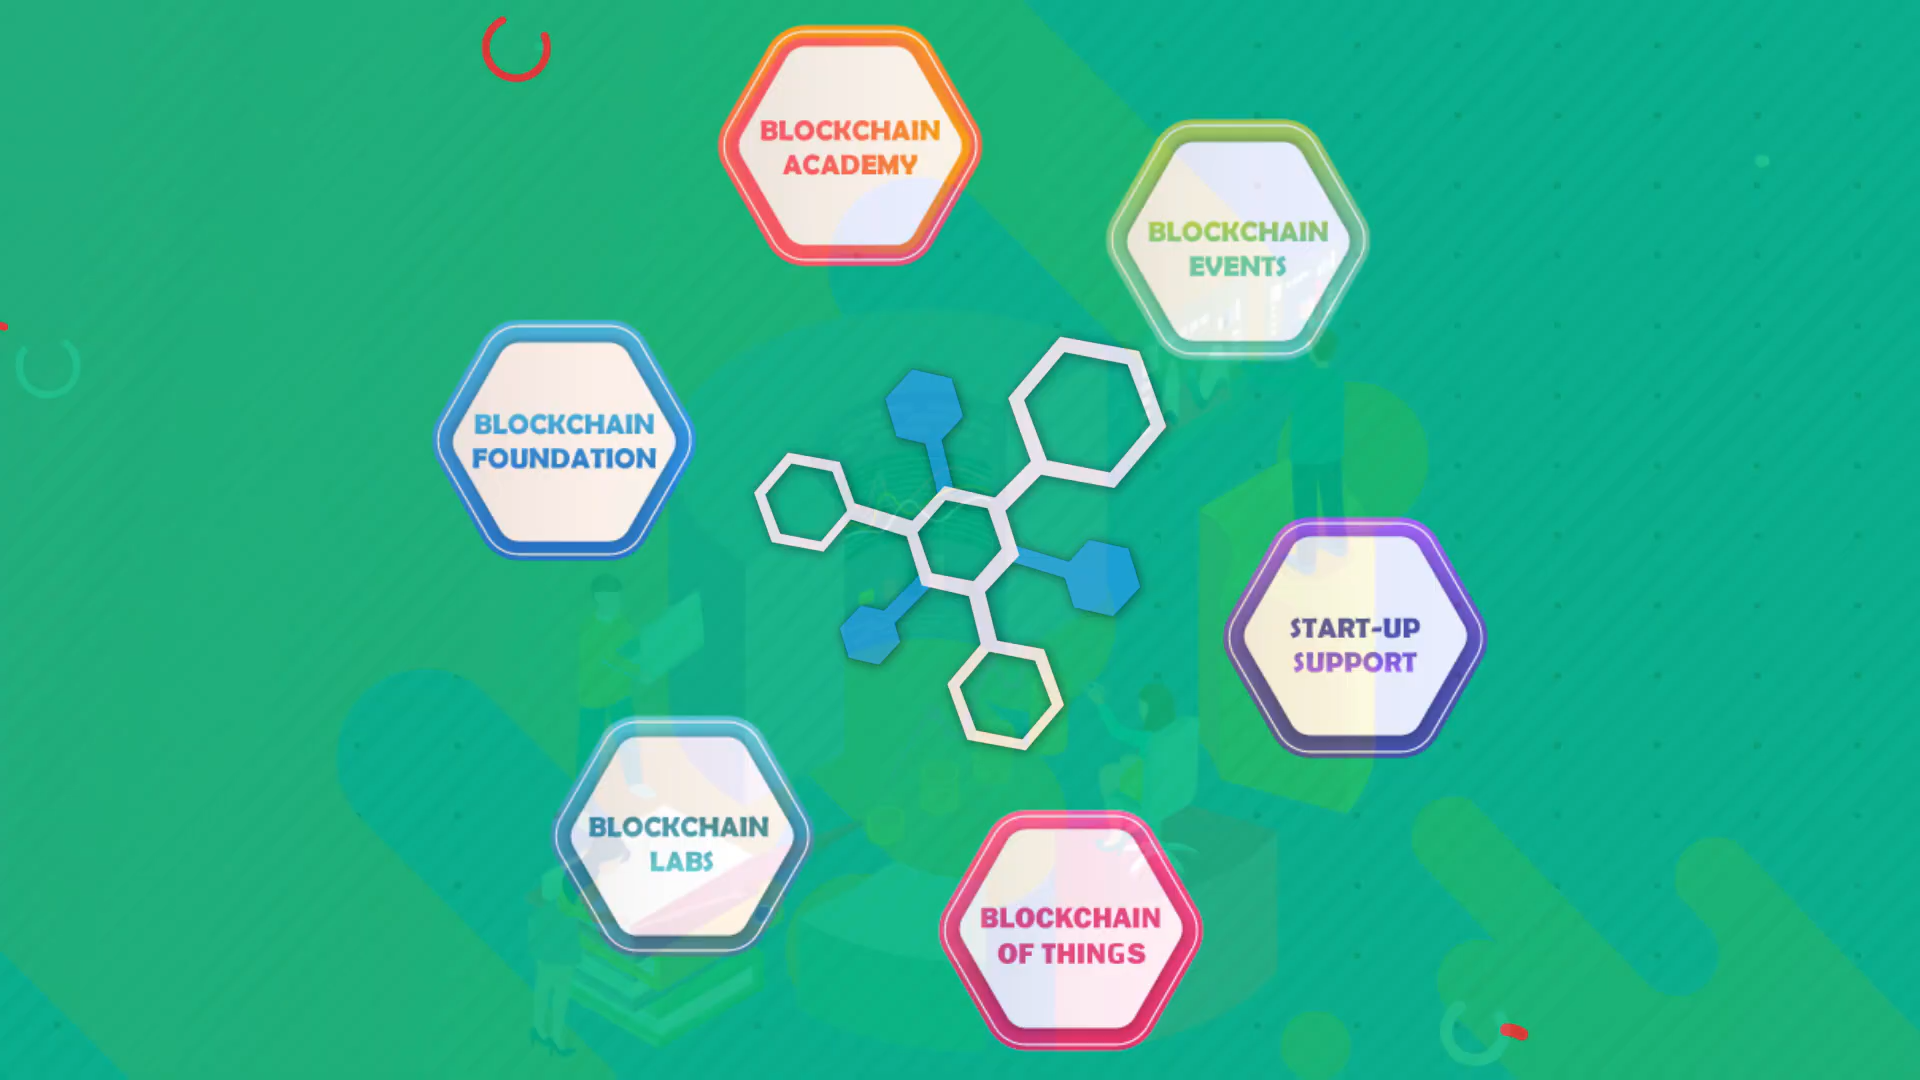 BLOCKCHAIN
ACADEMY
BLOCKCHAIN
EVENTS
BLOCKCHAIN
FOUNDATION
START-UP
SUPPORT
BLOCKCHAIN
LABS
BLOCKCHAIN
OF THINGS